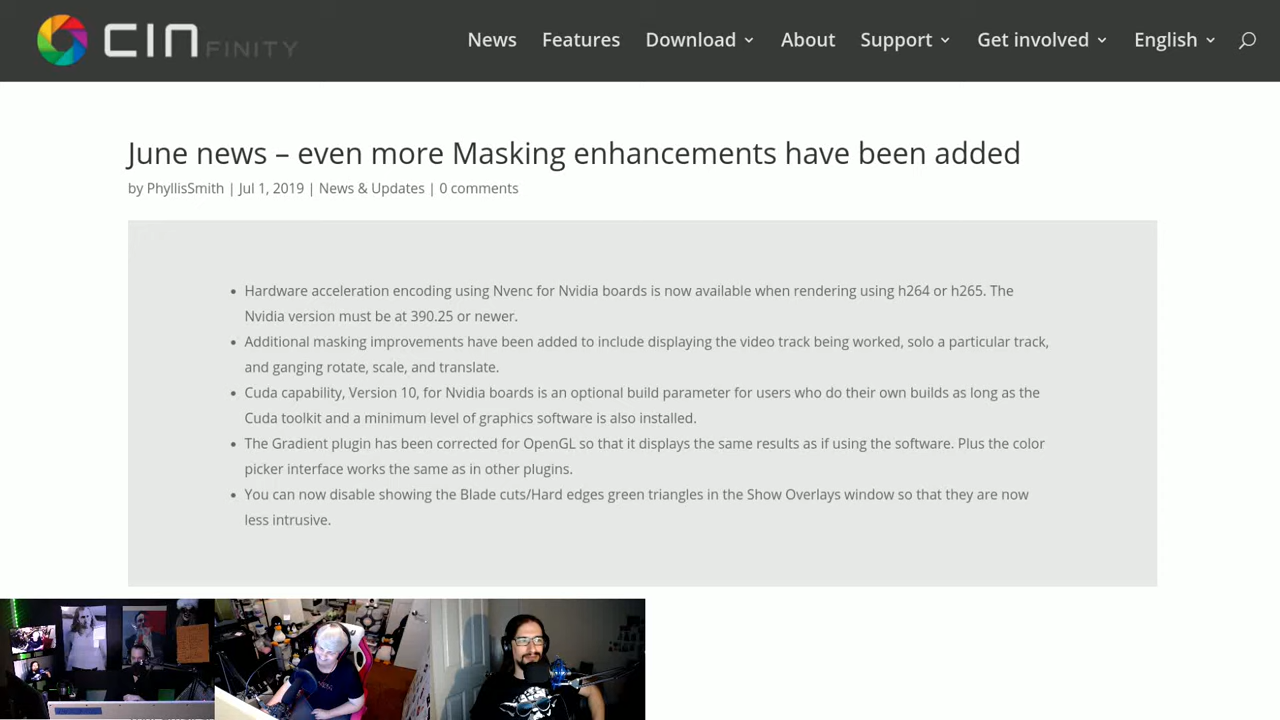 CIN FINITY
News Features Download About Support Get involved English
June news – even more Masking enhancements have been added
by PhyllisSmith | Jul 1, 2019 | News & Updates | 0 comments
• Hardware acceleration encoding using Nvenc for Nvidia boards is now available when rendering using h264 or h265. The
Nvidia version must be at 390.25 or newer.
• Additional masking improvements have been added to include displaying the video track being worked, solo a particular track,
and ganging rotate, scale, and translate.
• Cuda capability, Version 10, for Nvidia boards is an optional build parameter for users who do their own builds as long as the
Cuda toolkit and a minimum level of graphics software is also installed.
• The Gradient plugin has been corrected for OpenGL so that it displays the same results as if using the software. Plus the color
picker interface works the same as in other plugins.
• You can now disable showing the Blade cuts/Hard edges green triangles in the Show Overlays window so that they are now
less intrusive.